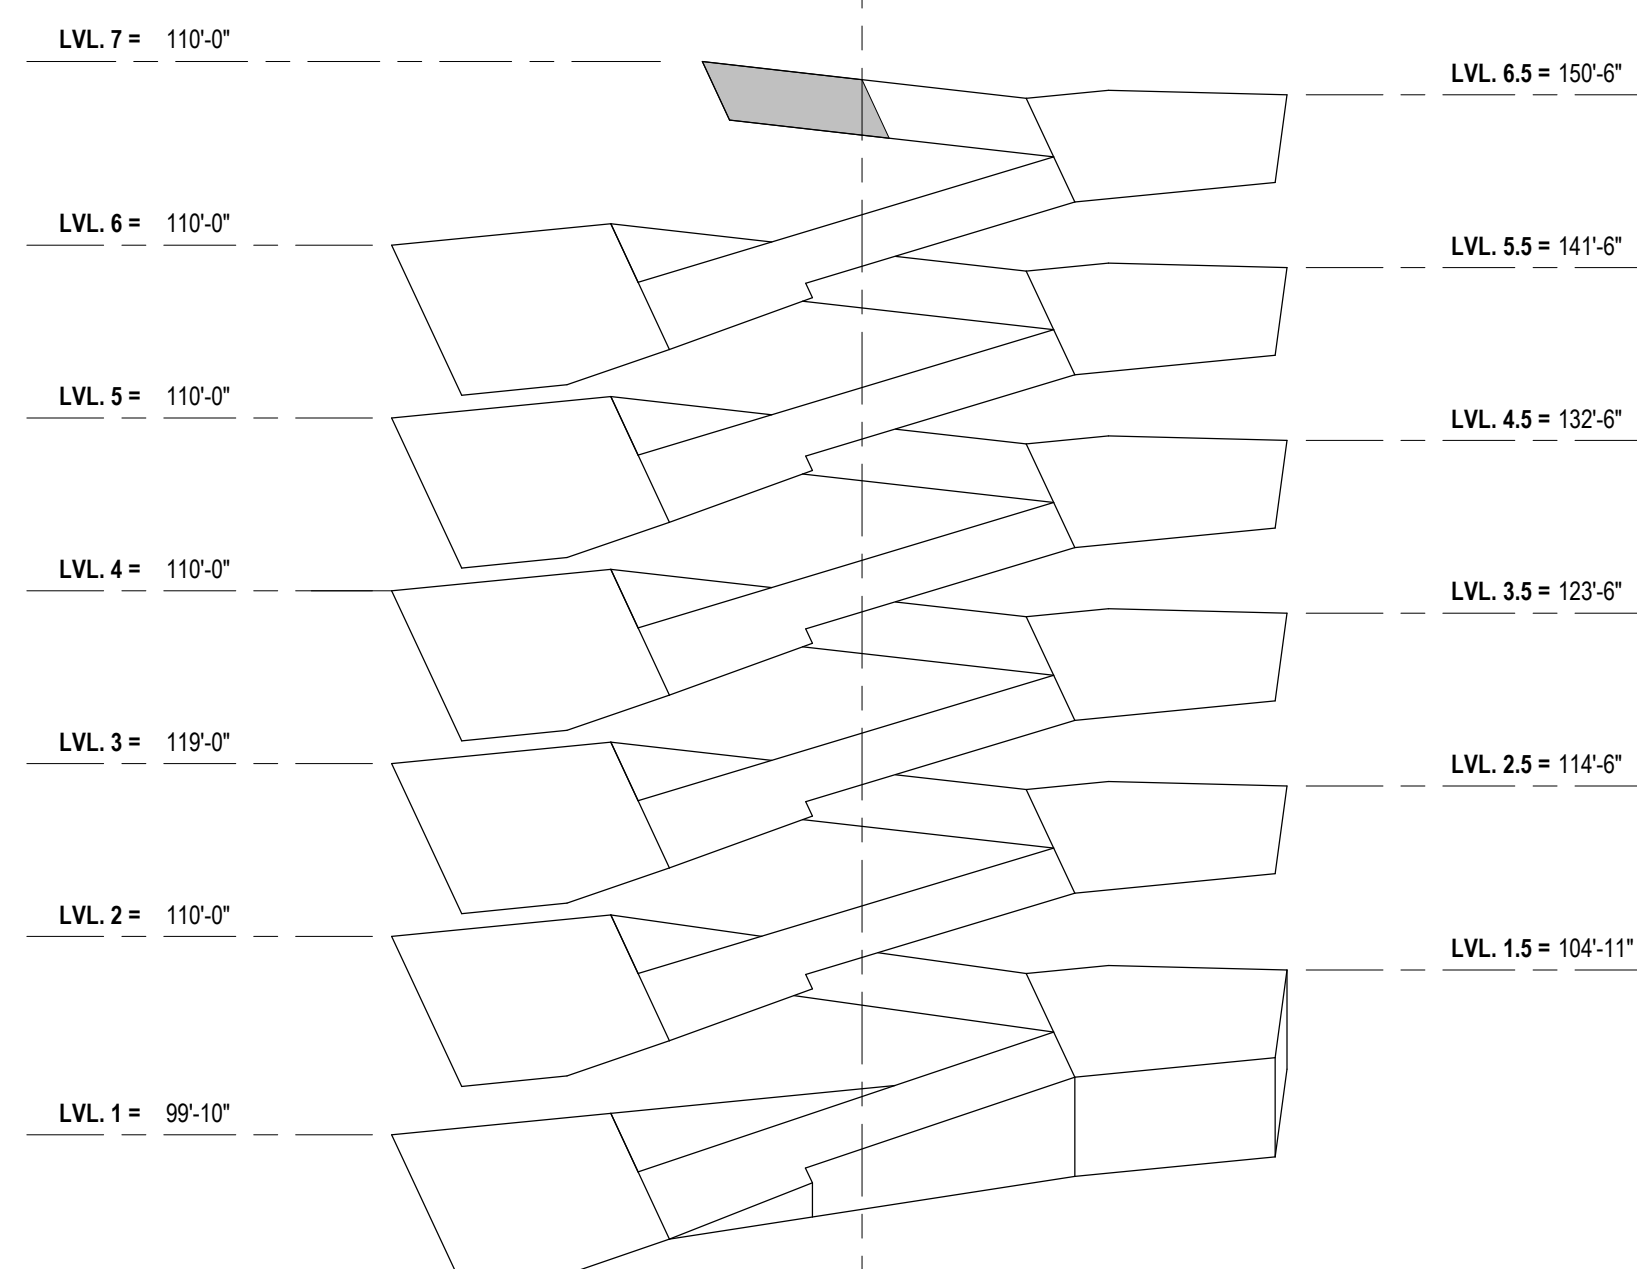 LVL. 7 = 110'-0"
LVL. 6.5 = 150'-6"
LVL. 6 = 110'-0"
LVL. 5.5 = 141'-6"
LVL. 5 = 110'-0"
LVL. 4.5 = 132'-6"
LVL. 4 = 110'-0"
LVL. 3.5 = 123'-6"
LVL. 3 = 119'-0"
LVL. 2.5 = 114'-6"
LVL. 2 = 110'-0"
LVL. 1.5 = 104'-11"
LVL. 1 = 99'-10"